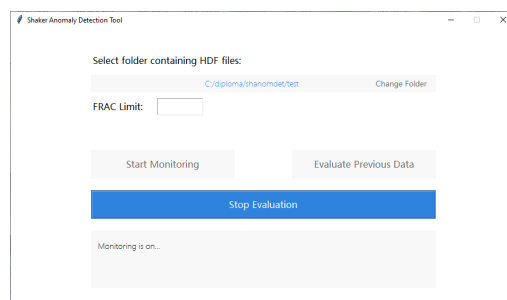 Shaker Anomaly Detection Tool
Select folder containing HDF files:
C:/diploma/shanomdet/test Change Folder
FRAC Limit:
Start Monitoring Evaluate Previous Data
Stop Evaluation
Monitoring is on...